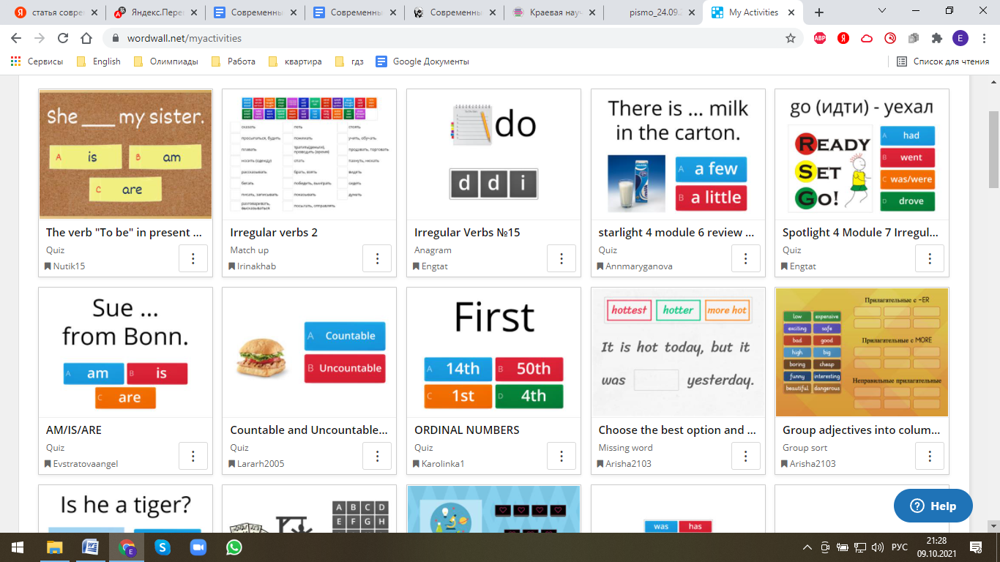 статья совре
Яндекс.Пере
Современны
Современны
Современны
Краевая науч
pismo_24.09.2
My Activities
wordwall.net/myactivities
ABP
Я
E
Сервисы
English
Олимпиады
Работа
квартира
гдз
Google Документы
Список для чтения
She ___ my sister.
A is
B am
C are
The verb "To be" in present ...
Quiz
Nutik15
сказать
петь
стоять
просыпаться, будить
понимать
учить, обучать
плавать
тратить(деньги),
проводить (время)
продавать, торговать
носить (одежду)
спать
пахнуть, нюхать
рассказывать
брать, взять
видеть
бегать
победить, выиграть
сидеть
писать, записывать
показывать
думать
разговаривать,
высказываться
посылать, отправлять
Irregular verbs 2
Match up
Irinakhab
do
d d i
Irregular Verbs №15
Anagram
Engtat
There is ... milk
in the carton.
A a few
B a little
starlight 4 module 6 review ...
Quiz
Annmaryganova
go (идти) - уехал
READY
SET
GO!
A had
B went
C was/were
D drove
Spotlight 4 Module 7 Irregul...
Quiz
Engtat
Sue ...
from Bonn.
A am
B is
C are
AM/IS/ARE
Quiz
Evstratovaangel
A Countable
B Uncountable
Countable and Uncountable...
Quiz
Lararh2005
First
A 14th
B 50th
C 1st
D 4th
ORDINAL NUMBERS
Quiz
Karolinka1
hottest
hotter
more hot
It is hot today, but it
was yesterday.
Choose the best option and ...
Missing word
Arisha2103
low
expensive
exciting
safe
bad
good
high
big
boring
cheap
funny
interesting
beautiful
dangerous
Прилагательные с -ER
Прилагательные с MORE
Неправильные прилагательные
Group adjectives into colum...
Group sort
Arisha2103
Is he a tiger?
A B C D
E F G H
was
has
Help
РУС
21:28
09.10.2021